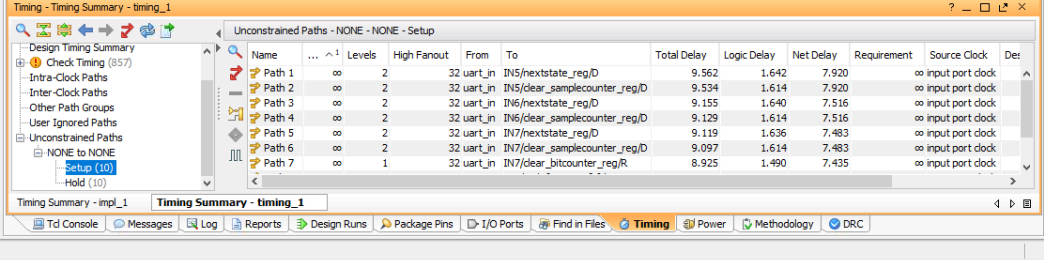 Timing - Timing Summary - timing_1
Unconstrained Paths - NONE - NONE - Setup
Design Timing Summary
Check Timing (857)
Intra-Clock Paths
Inter-Clock Paths
Other Path Groups
User Ignored Paths
Unconstrained Paths
NONE to NONE
Setup (10)
Hold (10)
Name ... ^1 Levels High Fanout From To Total Delay Logic Delay Net Delay Requirement Source Clock Des
Path 1 ∞ 2 32 uart_in IN5/nextstate_reg/D 9.562 1.642 7.920 ∞ input port clock
Path 2 ∞ 2 32 uart_in IN5/clear_samplecounter_reg/D 9.534 1.614 7.920 ∞ input port clock
Path 3 ∞ 2 32 uart_in IN6/nextstate_reg/D 9.155 1.640 7.516 ∞ input port clock
Path 4 ∞ 2 32 uart_in IN6/clear_samplecounter_reg/D 9.129 1.614 7.516 ∞ input port clock
Path 5 ∞ 2 32 uart_in IN7/nextstate_reg/D 9.119 1.636 7.483 ∞ input port clock
Path 6 ∞ 2 32 uart_in IN7/clear_samplecounter_reg/D 9.097 1.614 7.483 ∞ input port clock
Path 7 ∞ 1 32 uart_in IN7/clear_bitcounter_reg/R 8.925 1.490 7.435 ∞ input port clock
Timing Summary - impl_1 Timing Summary - timing_1
Tcl Console Messages Log Reports Design Runs Package Pins I/O Ports Find in Files Timing Power Methodology DRC